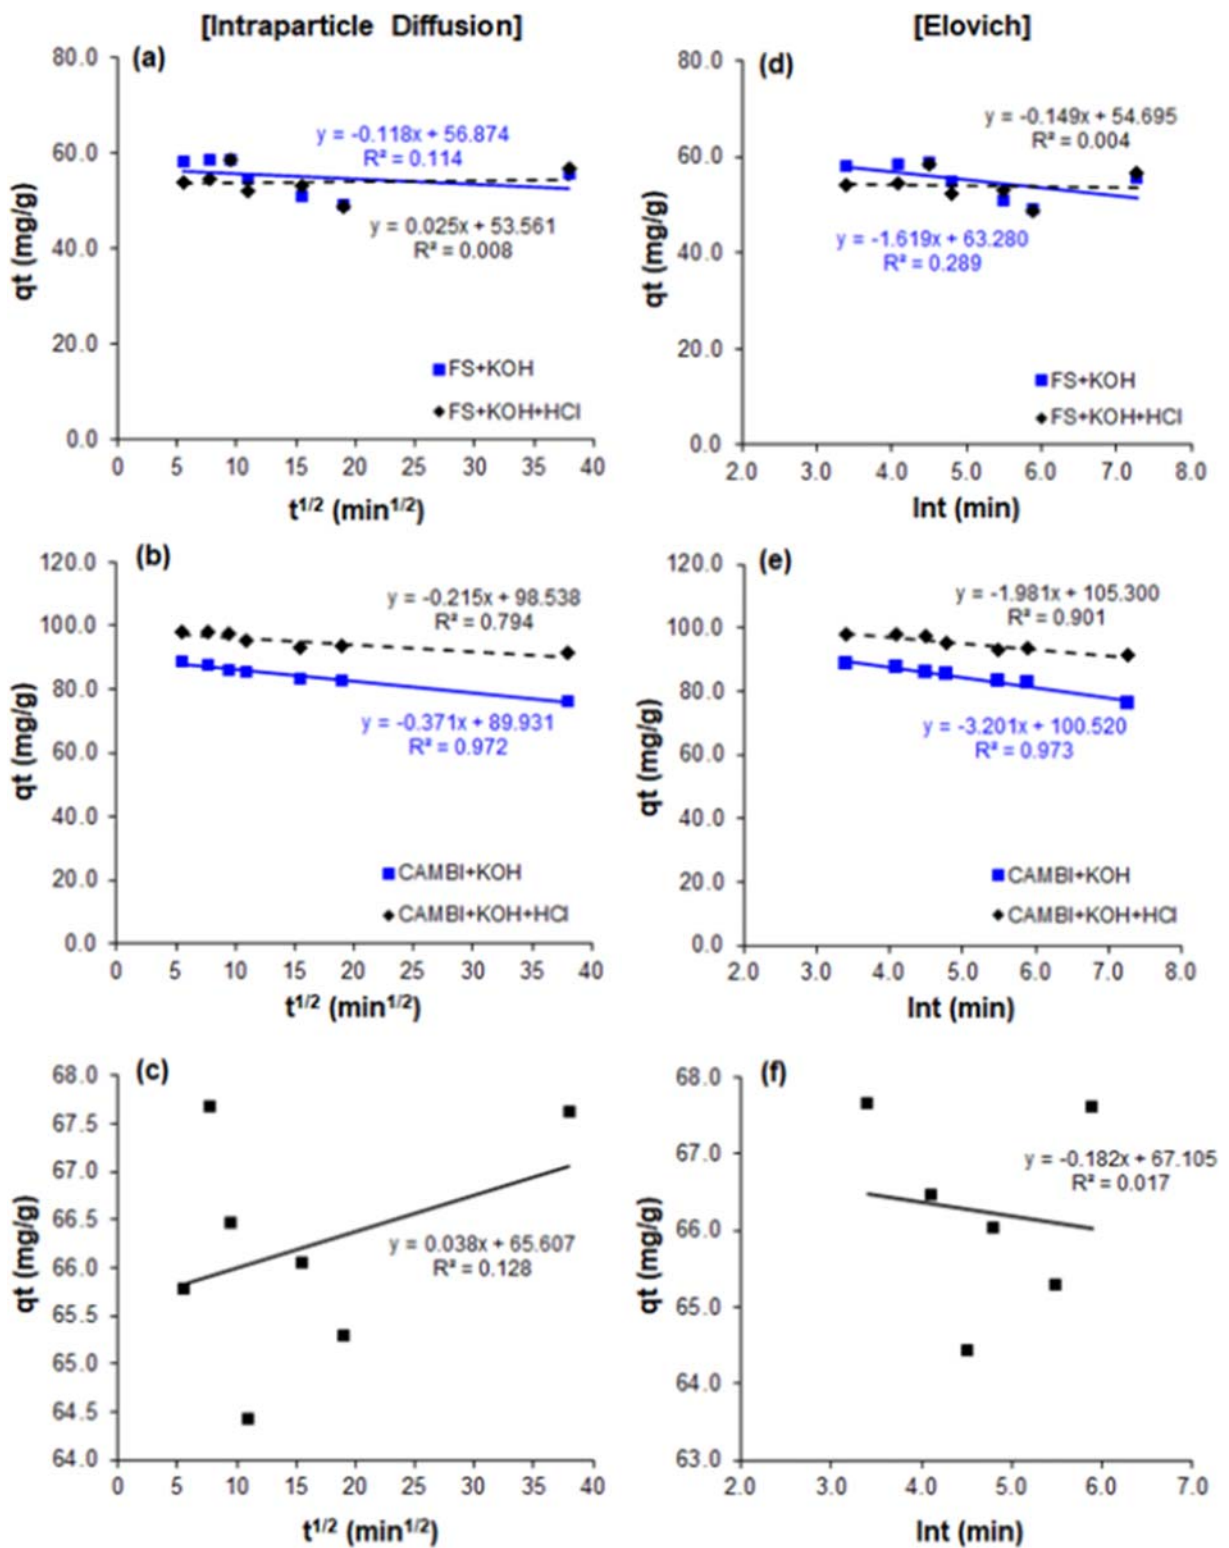 [Intraparticle Diffusion]
(a)
80.0
60.0
40.0
20.0
0.0
qt (mg/g)
y = -0.118x + 56.874
R² = 0.114
y = 0.025x + 53.561
R² = 0.008
FS+KOH
FS+KOH+HCl
0 5 10 15 20 25 30 35 40
t1/2 (min1/2)
[Elovich]
(d)
80.0
60.0
40.0
20.0
0.0
qt (mg/g)
y = -0.149x + 54.695
R² = 0.004
y = -1.619x + 63.280
R² = 0.289
FS+KOH
FS+KOH+HCl
2.0 3.0 4.0 5.0 6.0 7.0 8.0
lnt (min)
(b)
120.0
100.0
80.0
60.0
40.0
20.0
0.0
qt (mg/g)
y = -0.215x + 98.538
R² = 0.794
y = -0.371x + 89.931
R² = 0.972
CAMBI+KOH
CAMBI+KOH+HCl
0 5 10 15 20 25 30 35 40
t1/2 (min1/2)
(e)
120.0
100.0
80.0
60.0
40.0
20.0
0.0
qt (mg/g)
y = -1.981x + 105.300
R² = 0.901
y = -3.201x + 100.520
R² = 0.973
CAMBI+KOH
CAMBI+KOH+HCl
2.0 3.0 4.0 5.0 6.0 7.0 8.0
lnt (min)
(c)
68.0
67.5
67.0
66.5
66.0
65.5
65.0
64.5
64.0
qt (mg/g)
y = 0.038x + 65.607
R² = 0.128
0 5 10 15 20 25 30 35 40
t1/2 (min1/2)
(f)
68.0
67.0
66.0
65.0
64.0
63.0
qt (mg/g)
y = -0.182x + 67.105
R² = 0.017
2.0 3.0 4.0 5.0 6.0 7.0
lnt (min)